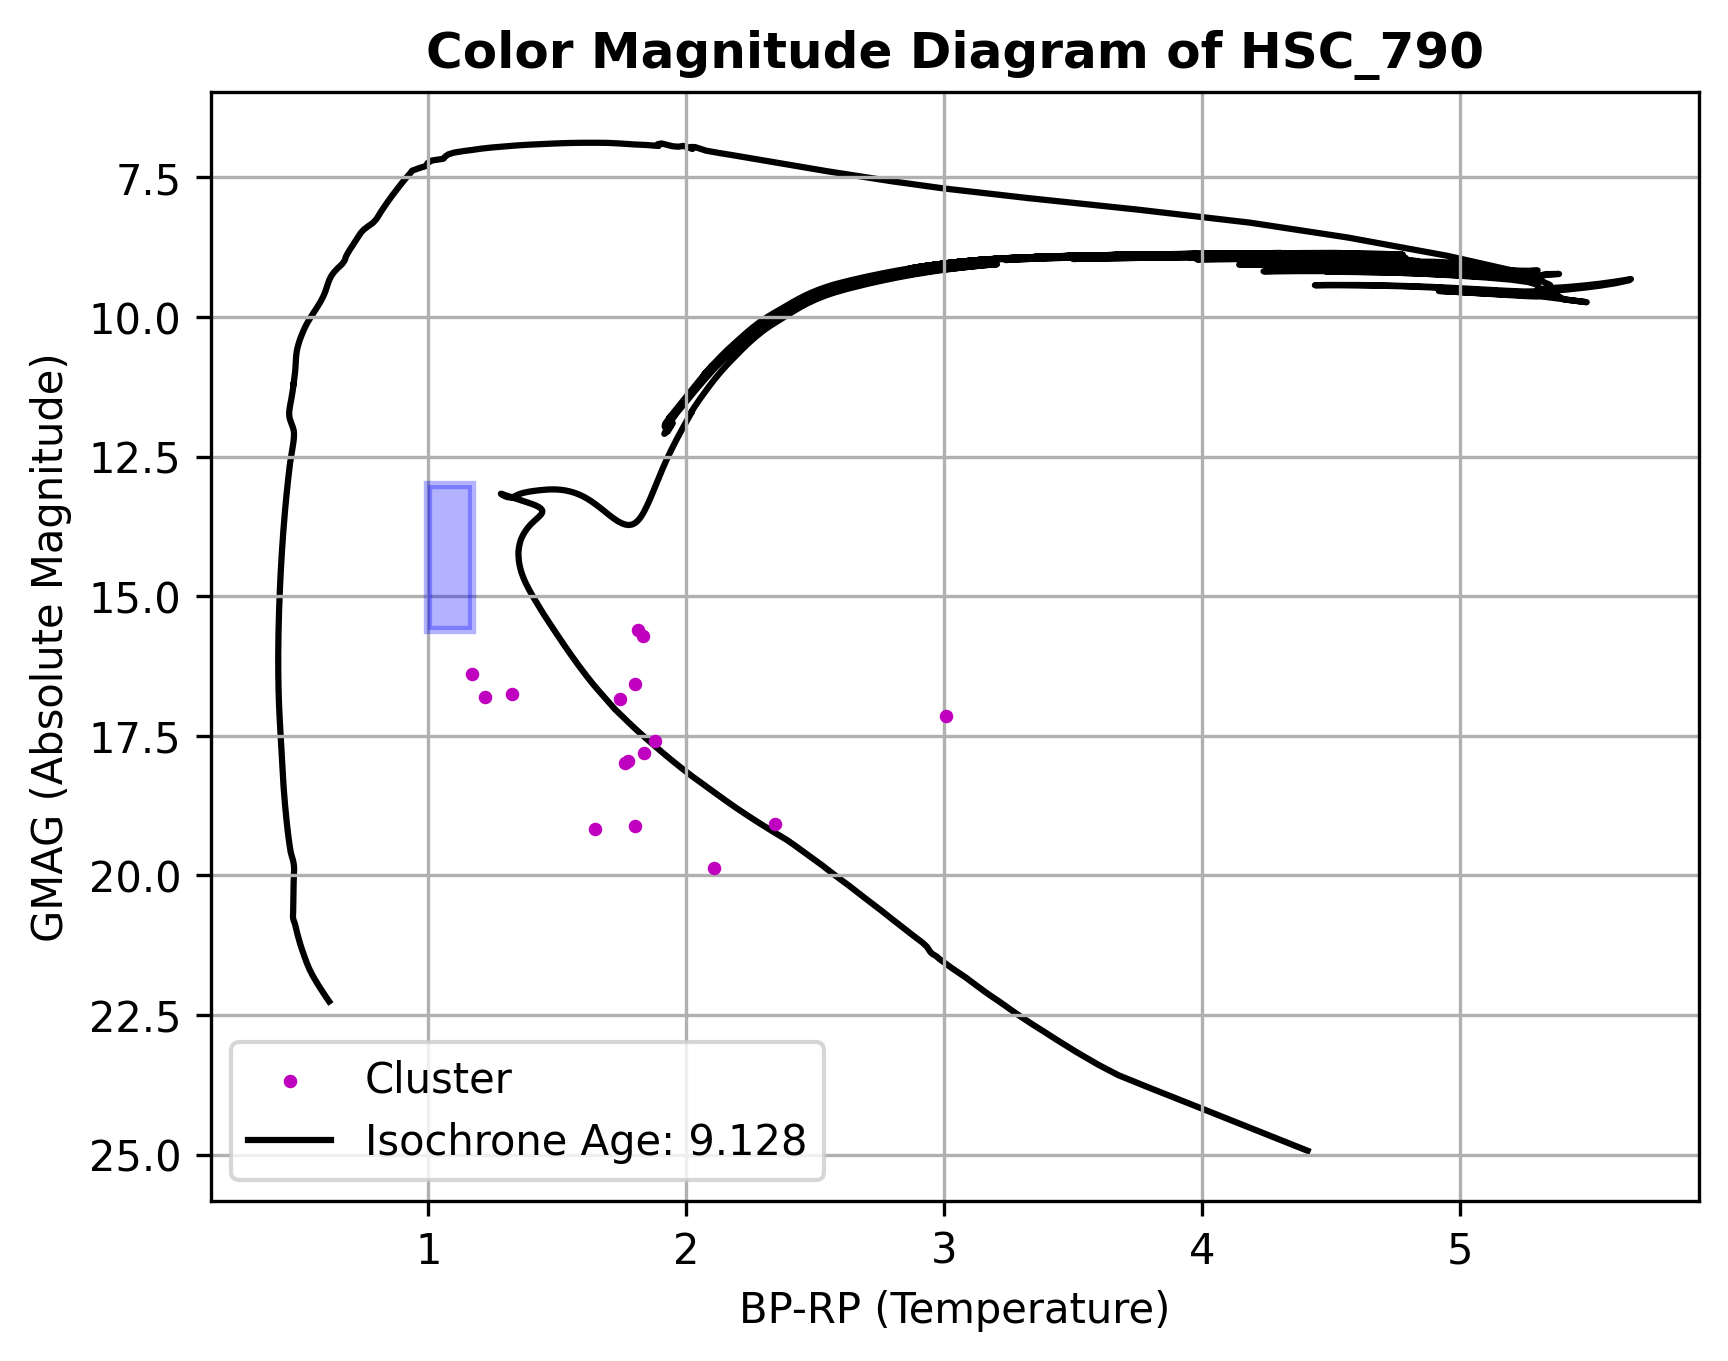 Color Magnitude Diagram of HSC_790
GMAG (Absolute Magnitude)
7.5
10.0
12.5
15.0
17.5
20.0
22.5
25.0
Cluster
Isochrone Age: 9.128
1 2 3 4 5
BP-RP (Temperature)